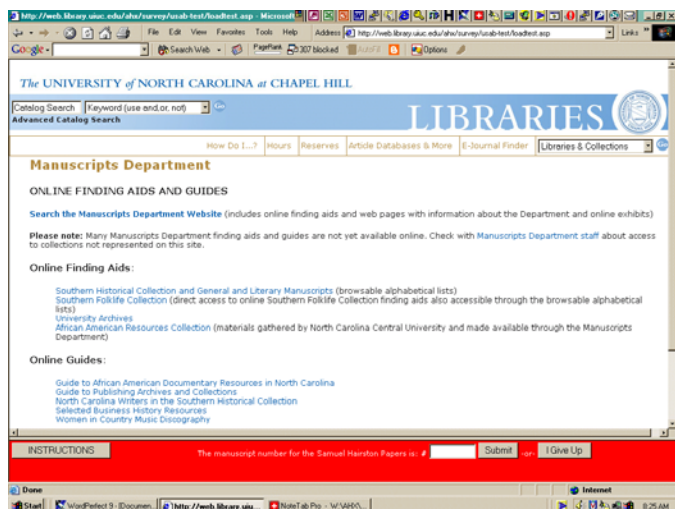 http://web.library.uiuc.edu/ahx/survey/usab-test/loadtest.asp - Microsoft
File Edit View Favorites Tools Help Address http://web.library.uiuc.edu/ahx/survey/usab-test/loadtest.asp Links
Google Search Web PageRank 307 blocked AutoFill Options
The UNIVERSITY of NORTH CAROLINA at CHAPEL HILL
Catalog Search Keyword (use and, or, not) Go
Advanced Catalog Search
LIBRARIES
How Do I...? Hours Reserves Article Databases & More E-Journal Finder Libraries & Collections Go
Manuscripts Department
ONLINE FINDING AIDS AND GUIDES
Search the Manuscripts Department Website (includes online finding aids and web pages with information about the Department and online exhibits)
Please note: Many Manuscripts Department finding aids and guides are not yet available online. Check with Manuscripts Department staff about access
to collections not represented on this site.
Online Finding Aids:
Southern Historical Collection and General and Literary Manuscripts (browsable alphabetical lists)
Southern Folklife Collection (direct access to online Southern Folklife Collection finding aids also accessible through the browsable alphabetical
lists)
University Archives
African American Resources Collection (materials gathered by North Carolina Central University and made available through the Manuscripts
Department)
Online Guides:
Guide to African American Documentary Resources in North Carolina
Guide to Publishing Archives and Collections
North Carolina Writers in the Southern Historical Collection
Selected Business History Resources
Women in Country Music Discography
INSTRUCTIONS The manuscript number for the Samuel Hairston Papers is: # Submit -or- I Give Up
Done Internet
Start WordPerfect 9 - [Documen... http://web.library.uiu... NoteTab Pro - W:\AHX\... 8:25 AM